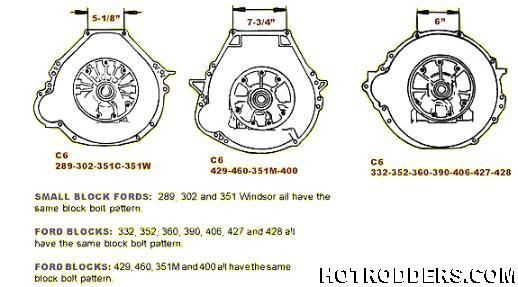 5-1/8"
7-3/4"
6"
C6
289-302-351C-351W
C6
429-460-351M-400
C6
332-352-360-390-406-427-428
SMALL BLOCK FORDS: 289, 302 and 351 Windsor all have the
same block bolt pattern.
FORD BLOCKS: 332, 352, 360, 390, 406, 427 and 428 all
have the same block bolt pattern.
FORD BLOCKS: 429, 460, 351M and 400 all have the same
block bolt pattern.
HOTRODDERS.COM